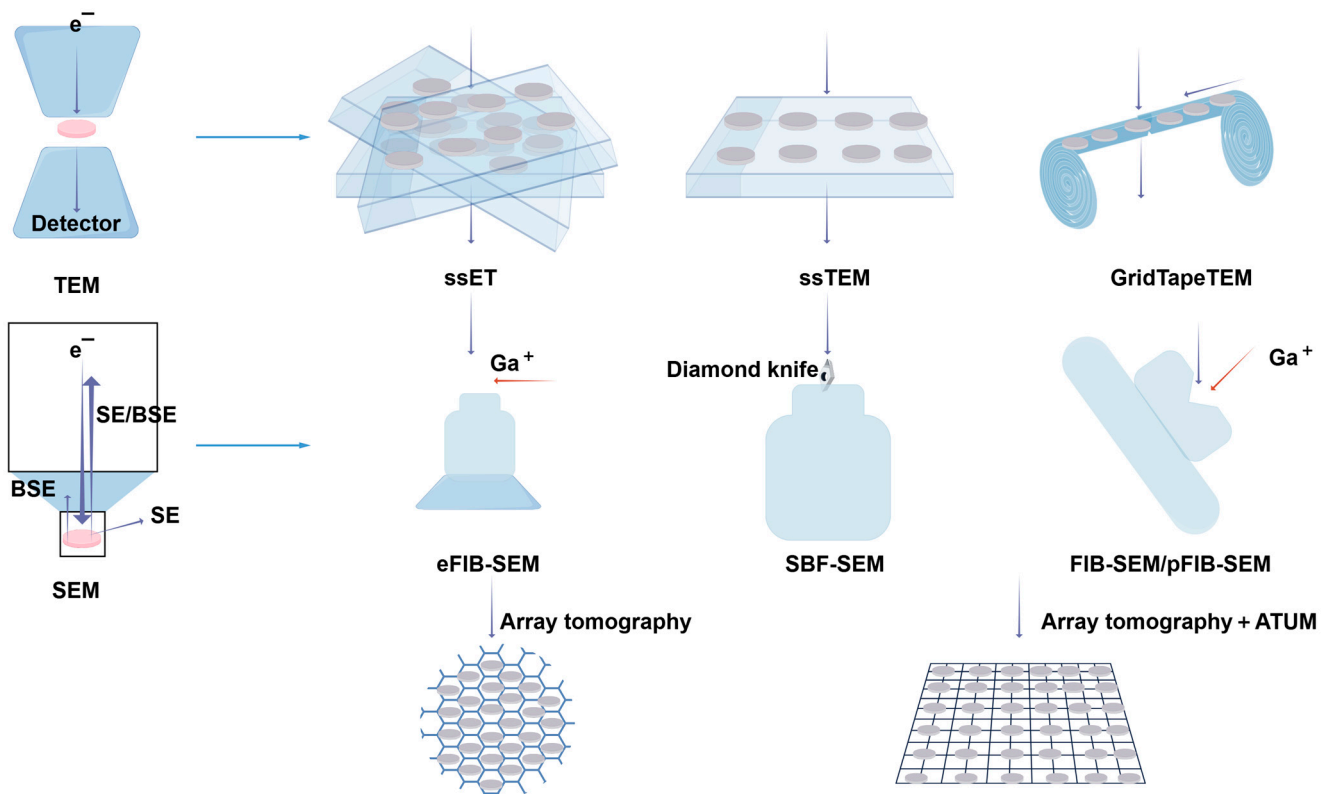 e⁻
Detector
TEM
ssET
ssTEM
GridTapeTEM
e⁻
SE/BSE
BSE
SE
SEM
Ga⁺
eFIB-SEM
Diamond knife
SBF-SEM
Ga⁺
FIB-SEM/pFIB-SEM
Array tomography
Array tomography + ATUM